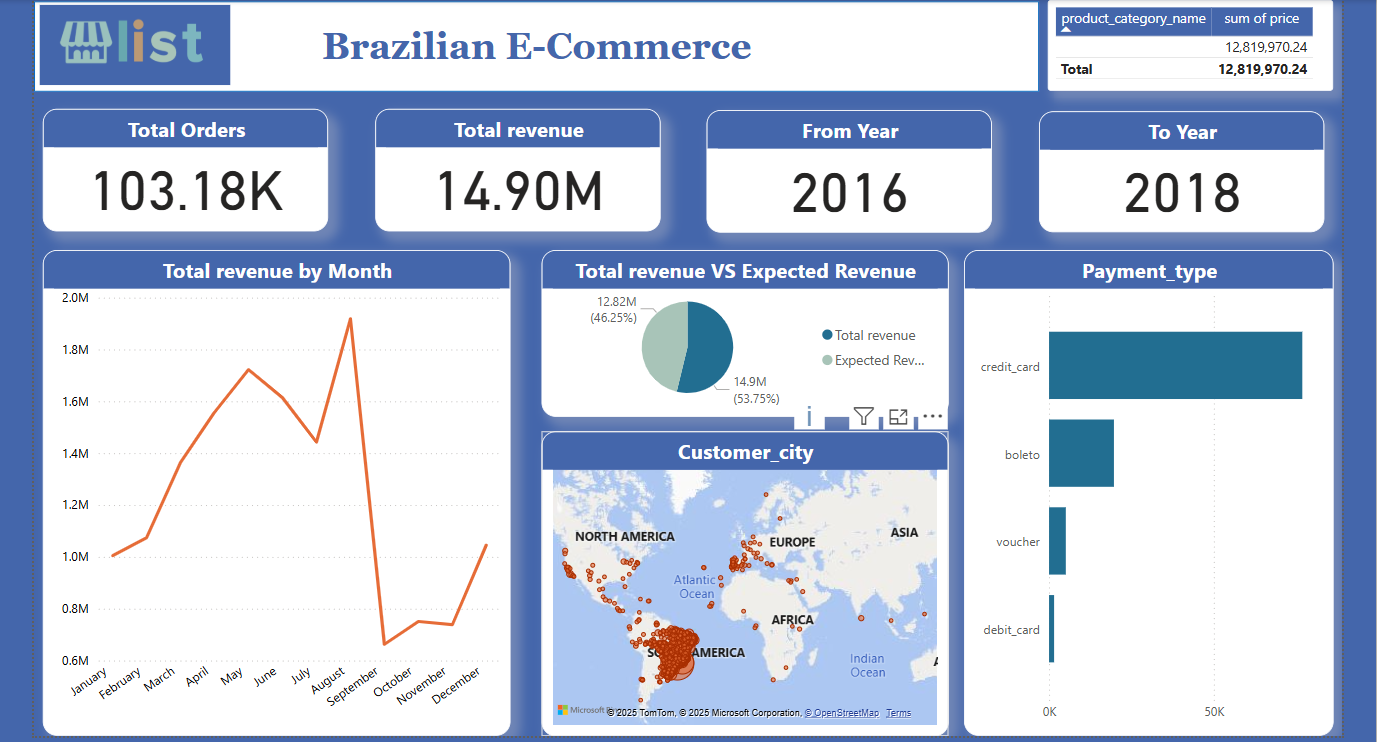 list
Brazilian E-Commerce
product_category_name sum of price
12,819,970.24
Total 12,819,970.24
Total Orders
103.18K
Total revenue
14.90M
From Year
2016
To Year
2018
Total revenue by Month
2.0M
1.8M
1.6M
1.4M
1.2M
1.0M
0.8M
0.6M
January
February
March
April
May
June
July
August
September
October
November
December
Total revenue VS Expected Revenue
12.82M
(46.25%)
14.9M
(53.75%)
Total revenue
Expected Rev...
Customer_city
NORTH AMERICA
EUROPE
ASIA
Atlantic
Ocean
AFRICA
AMERICA
Indian
Ocean
Microsoft
© 2025 TomTom, © 2025 Microsoft Corporation, © OpenStreetMap Terms
Payment_type
credit_card
boleto
voucher
debit_card
0K
50K